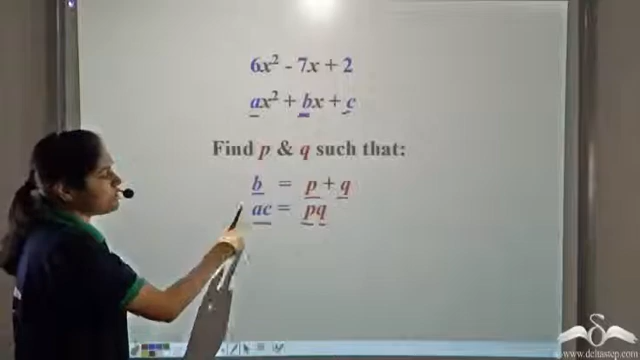 6x² - 7x + 2
ax² + bx + c
Find p & q such that:
b = p + q
ac = pq
www.deltastep.com